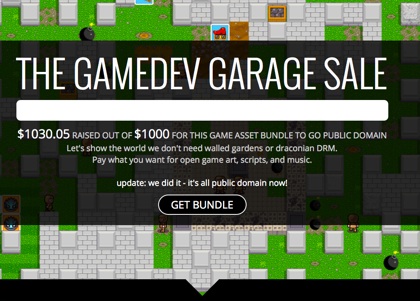 THE GAMEDEV GARAGE SALE
$1030.05 RAISED OUT OF $1000 FOR THIS GAME ASSET BUNDLE TO GO PUBLIC DOMAIN
Let's show the world we don't need walled gardens or draconian DRM.
Pay what you want for open game art, scripts, and music.
update: we did it - it's all public domain now!
GET BUNDLE